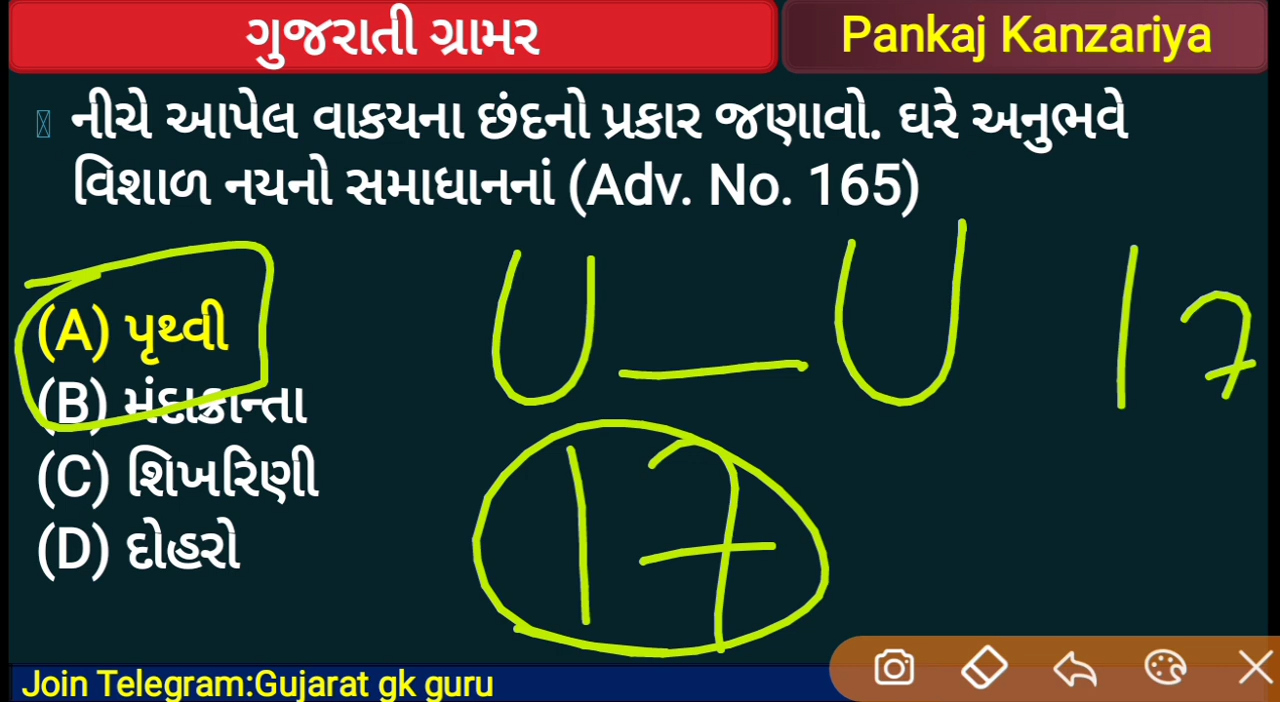 ગુજરાતી ગ્રામર
Pankaj Kanzariya
નીચે આપેલ વાક્યના છંદનો પ્રકાર જણાવો. ઘરે અનુભવે
વિશાળ નયનો સમાધાનનાં (Adv. No. 165)
U — U 17
(A) પૃથ્વી
(B) મંદાક્રાન્તા
17
(C) શિખરિણી
(D) દોહરો
Join Telegram:Gujarat gk guru